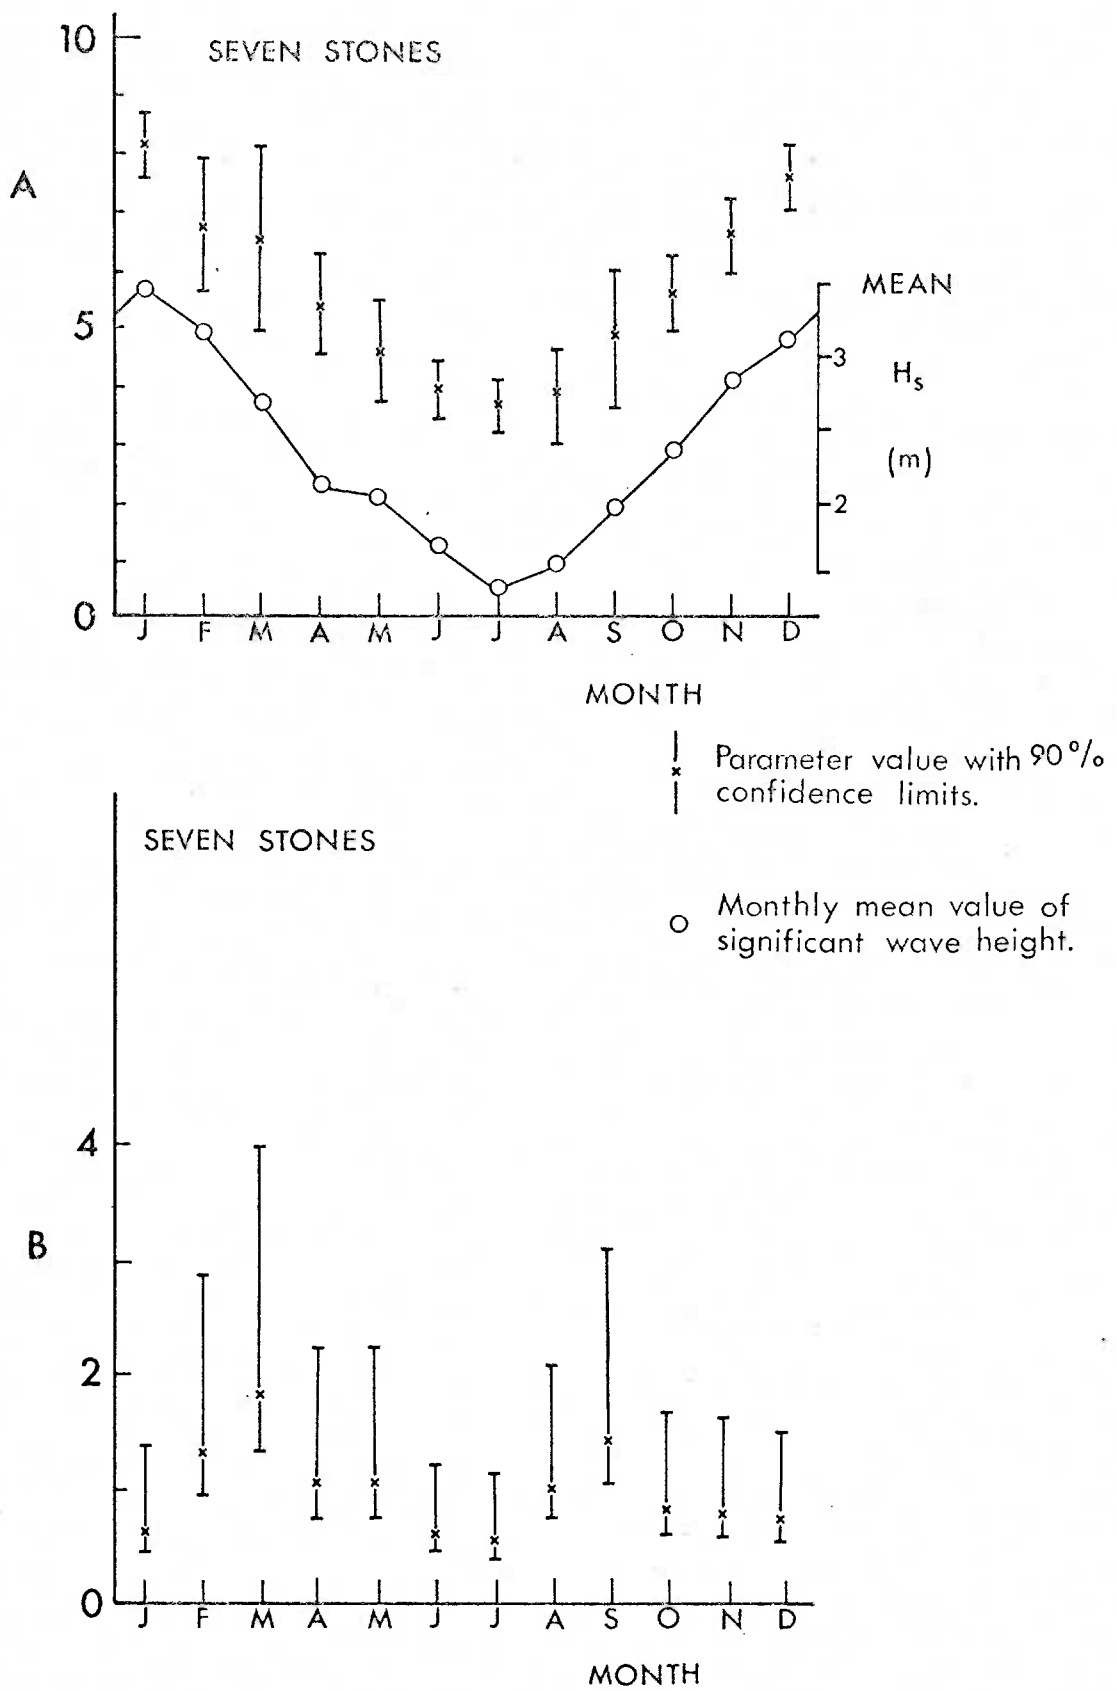 SEVEN STONES
10
A
5
0
MEAN
Hs
(m)
3
2
J F M A M J J A S O N D
MONTH
Parameter value with 90%
confidence limits.
Monthly mean value of
significant wave height.
SEVEN STONES
4
B
2
0
J F M A M J J A S O N D
MONTH